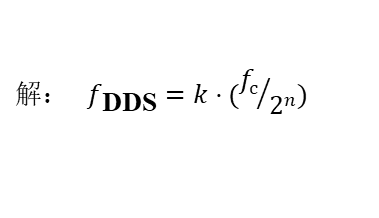 解： f_DDS = k · (f_c/2^n)